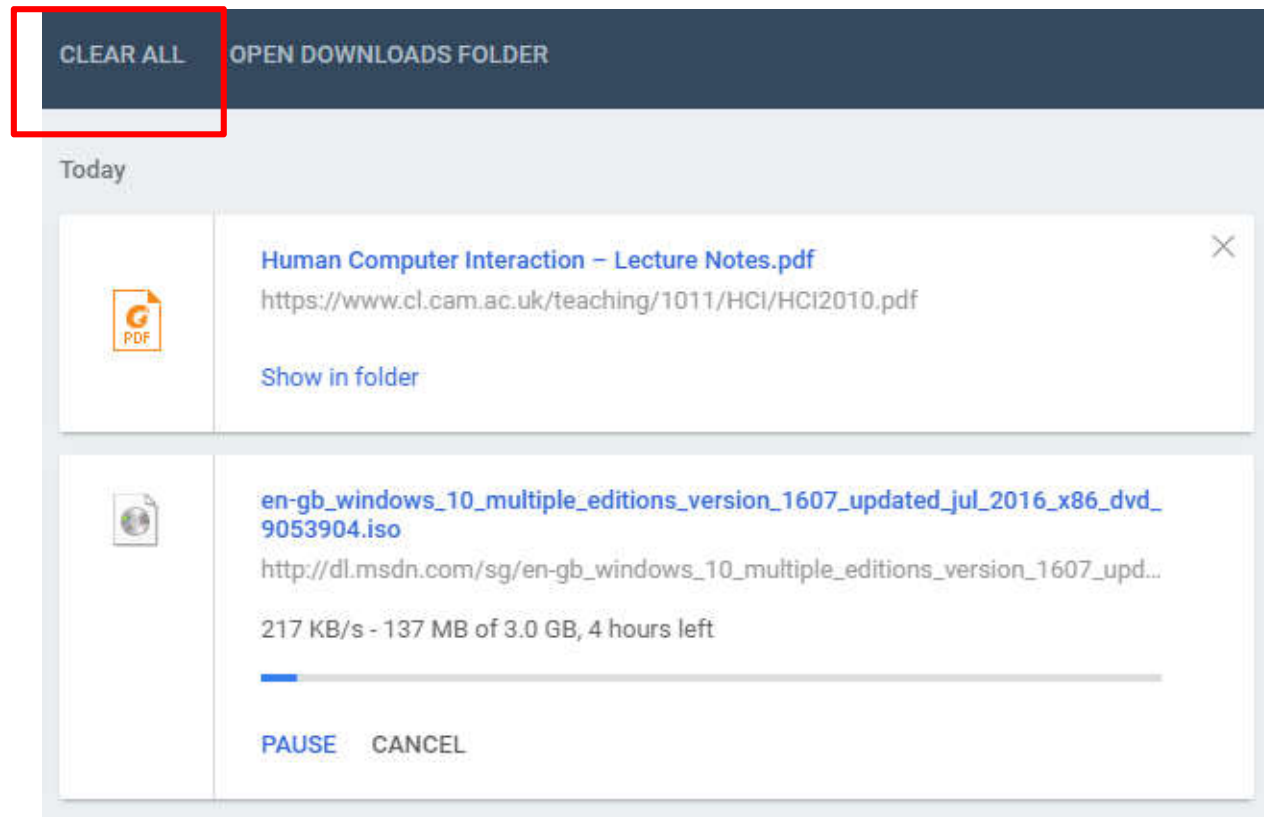 CLEAR ALL OPEN DOWNLOADS FOLDER
Today
Human Computer Interaction – Lecture Notes.pdf
https://www.cl.cam.ac.uk/teaching/1011/HCI/HCI2010.pdf
PDF
Show in folder
en-gb_windows_10_multiple_editions_version_1607_updated_jul_2016_x86_dvd_
9053904.iso
http://dl.msdn.com/sg/en-gb_windows_10_multiple_editions_version_1607_upd...
217 KB/s - 137 MB of 3.0 GB, 4 hours left
PAUSE CANCEL